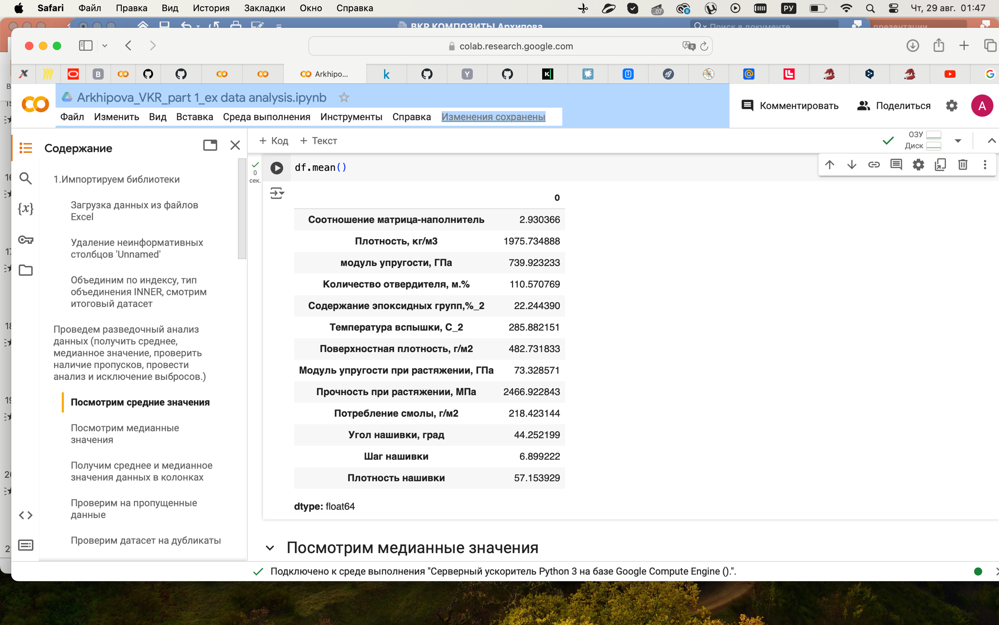 Safari Файл Правка Вид История Закладки Окно Справка
..07
РУ
Чт, 29 авг. 01:47
ВКР КОМПОЗИТЫ Архипова
Поиск в документе
презентации
colab.research.google.com
Arkhipo...
Arkhipova_VKR_part 1_ex data analysis.ipynb
Файл Изменить Вид Вставка Среда выполнения Инструменты Справка Изменения сохранены
Комментировать
Поделиться
A
Содержание
1.Импортируем библиотеки
Загрузка данных из файлов
Excel
Удаление неинформативных
столбцов 'Unnamed'
Объединим по индексу, тип
объединения INNER, смотрим
итоговый датасет
Проведем разведочный анализ
данных (получить среднее,
медианное значение, проверить
наличие пропусков, провести
анализ и исключение выбросов.)
Посмотрим средние значения
Посмотрим медианные
значения
Получим среднее и медианное
значения данных в колонках
Проверим на пропущенные
данные
Проверим датасет на дубликаты
+ Код + Текст
ОЗУ
Диск
0
сек.
df.mean()
0
Соотношение матрица-наполнитель 2.930366
Плотность, кг/м3 1975.734888
модуль упругости, ГПа 739.923233
Количество отвердителя, м.% 110.570769
Содержание эпоксидных групп,%_2 22.244390
Температура вспышки, С_2 285.882151
Поверхностная плотность, г/м2 482.731833
Модуль упругости при растяжении, ГПа 73.328571
Прочность при растяжении, МПа 2466.922843
Потребление смолы, г/м2 218.423144
Угол нашивки, град 44.252199
Шаг нашивки 6.899222
Плотность нашивки 57.153929
dtype: float64
Посмотрим медианные значения
Подключено к среде выполнения "Серверный ускоритель Python 3 на базе Google Compute Engine ().".